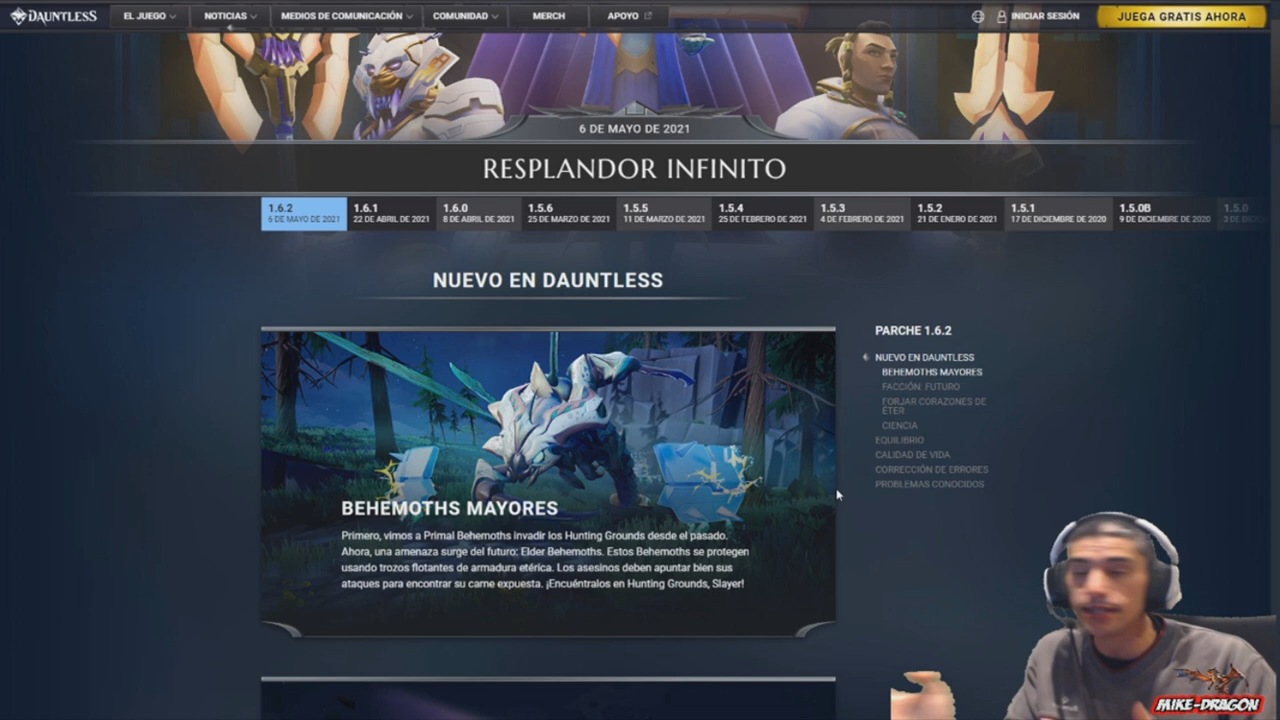 DAUNTLESS
EL JUEGO
NOTICIAS
MEDIOS DE COMUNICACIÓN
COMUNIDAD
MERCH
APOYO
INICIAR SESIÓN
JUEGA GRATIS AHORA
6 DE MAYO DE 2021
RESPLANDOR INFINITO
1.6.2
6 DE MAYO DE 2021
1.6.1
22 DE ABRIL DE 2021
1.6.0
8 DE ABRIL DE 2021
1.5.6
25 DE MARZO DE 2021
1.5.5
11 DE MARZO DE 2021
1.5.4
25 DE FEBRERO DE 2021
1.5.3
4 DE FEBRERO DE 2021
1.5.2
21 DE ENERO DE 2021
1.5.1
17 DE DICIEMBRE DE 2020
1.5.0B
9 DE DICIEMBRE DE 2020
1.5.0
NUEVO EN DAUNTLESS
BEHEMOTHS MAYORES
Primero, vimos a Primal Behemoths invadir los Hunting Grounds desde el pasado.
Ahora, una amenaza surge del futuro: Elder Behemoths. Estos Behemoths se protegen
usando trozos flotantes de armadura etérica. Los asesinos deben apuntar bien sus
ataques para encontrar su carne expuesta. ¡Encuéntralos en Hunting Grounds, Slayer!
PARCHE 1.6.2
NUEVO EN DAUNTLESS
BEHEMOTHS MAYORES
FACCIÓN: FUTURO
FORJAR CORAZONES DE
ÉTER
CIENCIA
EQUILIBRIO
CALIDAD DE VIDA
CORRECCIÓN DE ERRORES
PROBLEMAS CONOCIDOS
MIKE-DRAGON